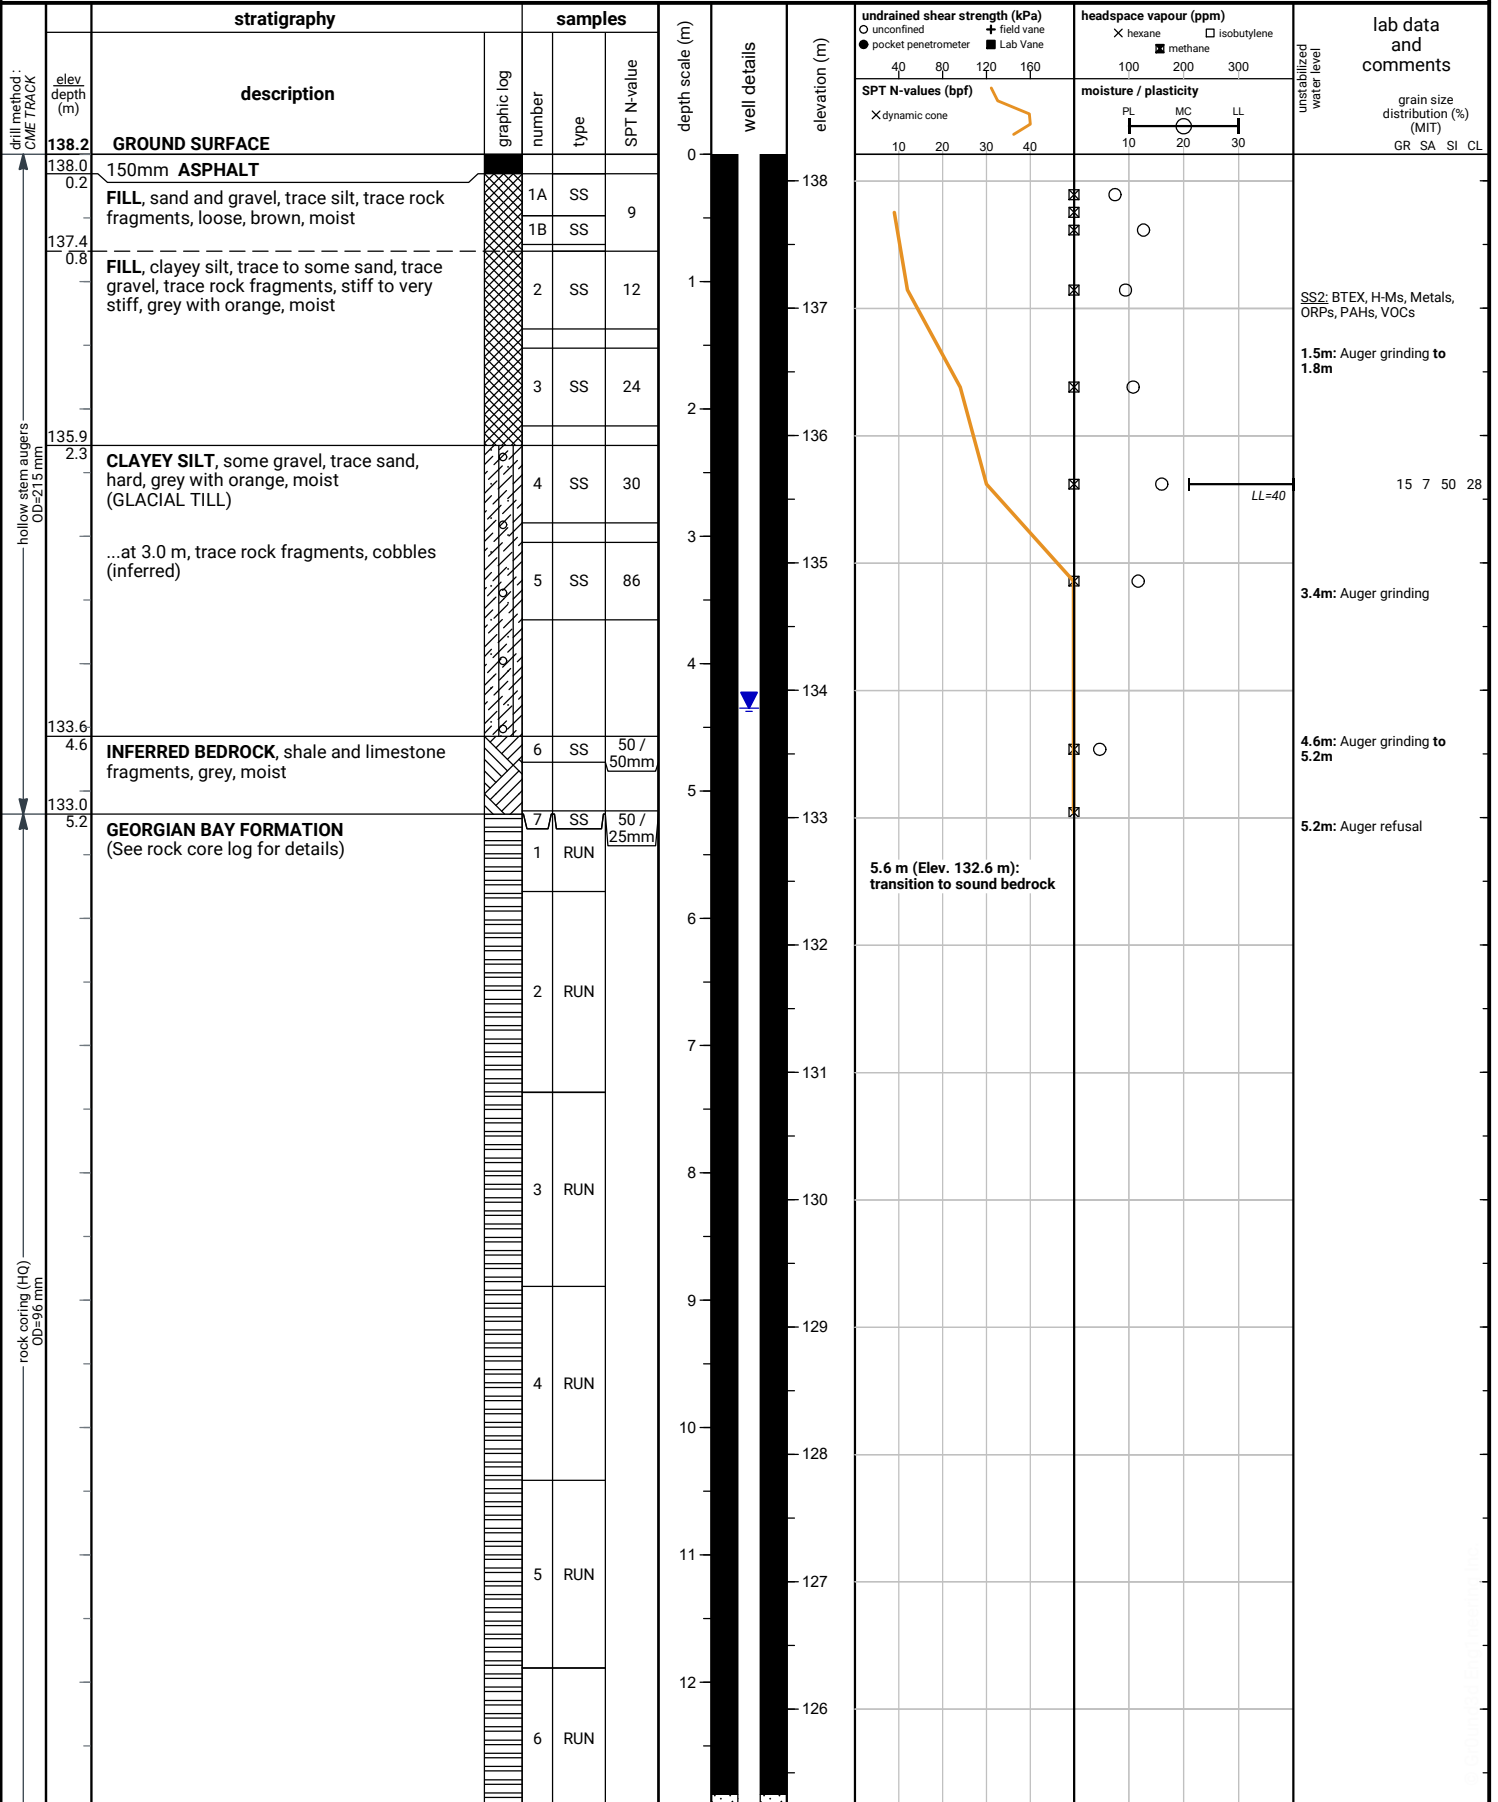 stratigraphy
samples
undrained shear strength (kPa)
unconfined
field vane
pocket penetrometer
Lab Vane
40 80 120 160
headspace vapour (ppm)
hexane
isobutylene
methane
100 200 300
lab data
and
comments
drill method :
CME TRACK
elev
depth
(m)
description
graphic log
number
type
SPT N-value
depth scale (m)
well details
elevation (m)
SPT N-values (bpf)
dynamic cone
10 20 30 40
moisture / plasticity
PL MC LL
10 20 30
unstabilized
water level
grain size
distribution (%)
(MIT)
GR SA SI CL
138.2 GROUND SURFACE
138.0
0.2
150mm ASPHALT
FILL, sand and gravel, trace silt, trace rock
fragments, loose, brown, moist
137.4
0.8
FILL, clayey silt, trace to some sand, trace
gravel, trace rock fragments, stiff to very
stiff, grey with orange, moist
135.9
2.3
CLAYEY SILT, some gravel, trace sand,
hard, grey with orange, moist
(GLACIAL TILL)
...at 3.0 m, trace rock fragments, cobbles
(inferred)
133.6
4.6
INFERRED BEDROCK, shale and limestone
fragments, grey, moist
133.0
5.2
GEORGIAN BAY FORMATION
(See rock core log for details)
hollow stem augers
OD=215 mm
rock coring (HQ)
OD=96 mm
1A SS
9
1B SS
2 SS 12
3 SS 24
4 SS 30
5 SS 86
6 SS 50 /
50mm
7 SS 50 /
25mm
1 RUN
2 RUN
3 RUN
4 RUN
5 RUN
6 RUN
0
1
2
3
4
5
6
7
8
9
10
11
12
138
137
136
135
134
133
132
131
130
129
128
127
126
LL=40
5.6 m (Elev. 132.6 m):
transition to sound bedrock
SS2: BTEX, H-Ms, Metals,
ORPs, PAHs, VOCs
1.5m: Auger grinding to
1.8m
15 7 50 28
3.4m: Auger grinding
4.6m: Auger grinding to
5.2m
5.2m: Auger refusal